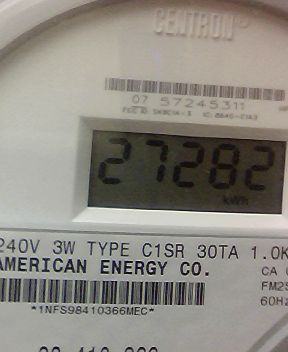 CENTRON
07 57245311
27282
kWh
240V 3W TYPE C1SR 30TA 1.0K
AMERICAN ENERGY CO.
CA
FM2S
60Hz
*1NFS98410366MEC*